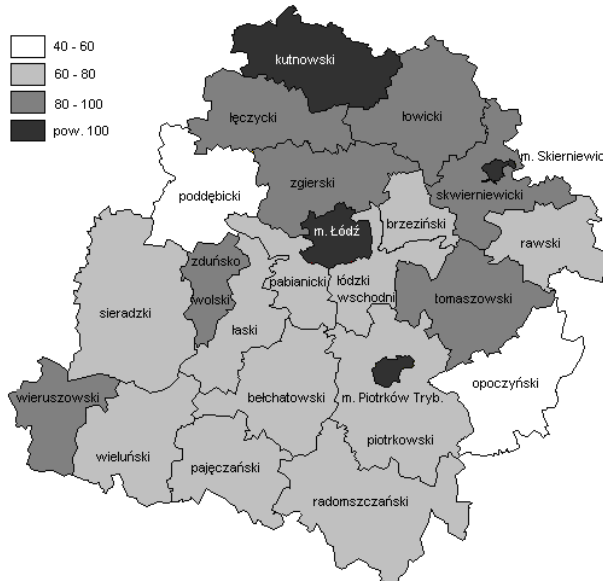 40 - 60
60 - 80
80 - 100
pow. 100
kutnowski
łęczycki
łowicki
m. Skierniewice
zgierski
skwierniewicki
poddębicki
m. Łódź
brzeziński
rawski
zduńsko
wolski
pabianicki
łódzki
wschodni
tomaszowski
sieradzki
łaski
opoczyński
wieruszowski
bełchatowski
m. Piotrków Tryb.
piotrkowski
wieluński
pajęczański
radomszczański